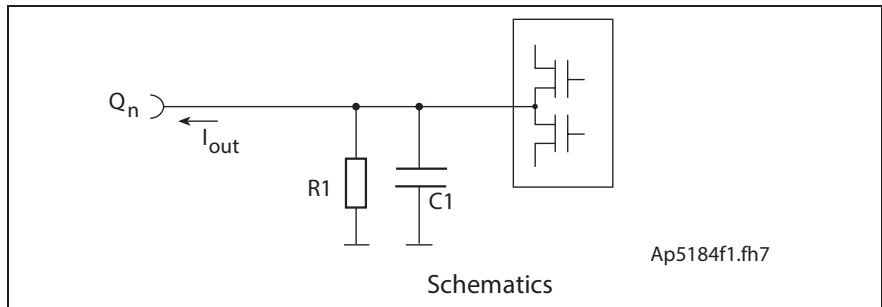 Qn
Iout
R1
C1
Ap5184f1.fh7
Schematics